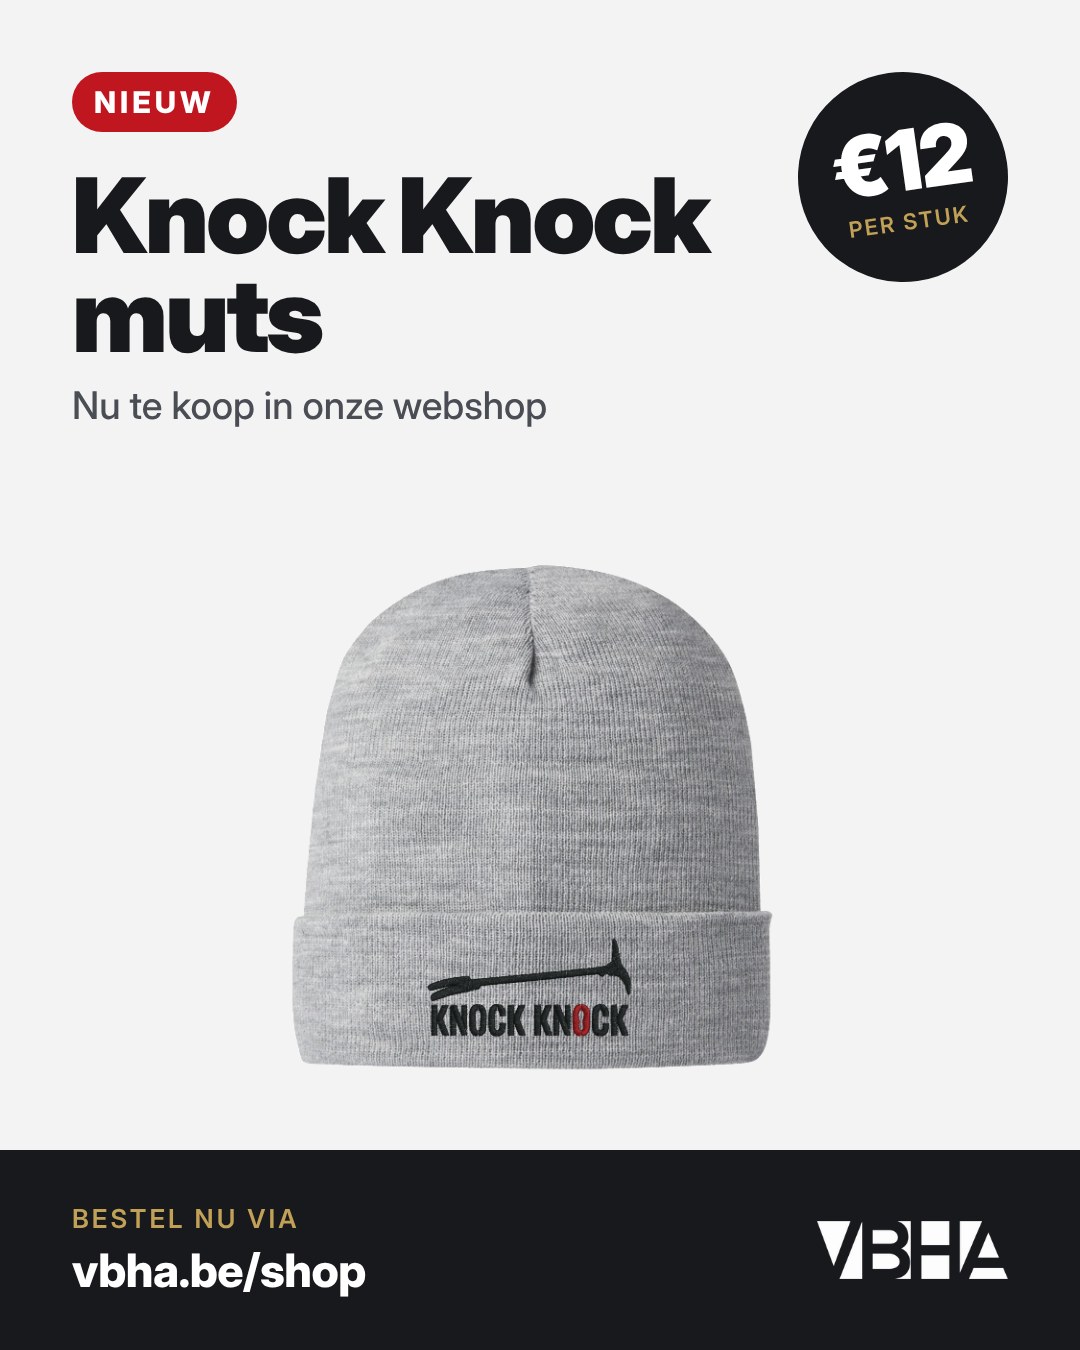 NIEUW
Knock Knock
muts
Nu te koop in onze webshop
€12
PER STUK
KNOCK KNOCK
BESTEL NU VIA
vbha.be/shop
VBHA